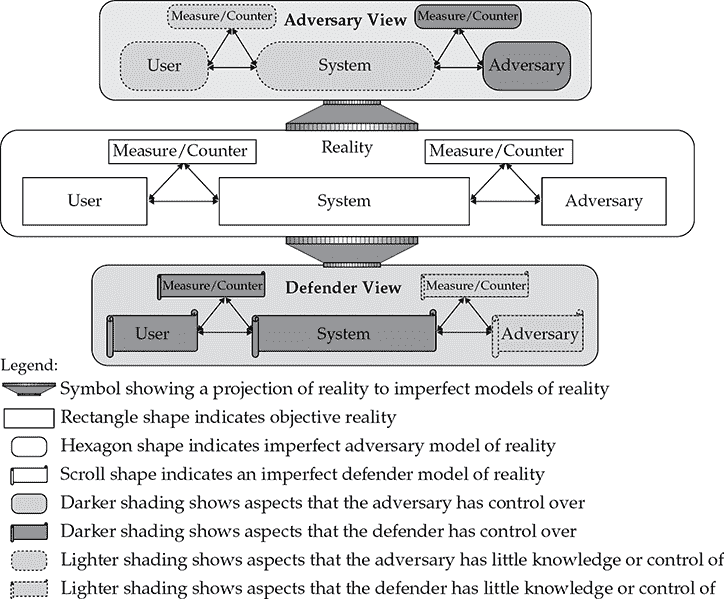 Measure/Counter Adversary View Measure/Counter
User System Adversary
Reality
Measure/Counter Measure/Counter
User System Adversary
Measure/Counter Defender View Measure/Counter
User System Adversary
Legend:
Symbol showing a projection of reality to imperfect models of reality
Rectangle shape indicates objective reality
Hexagon shape indicates imperfect adversary model of reality
Scroll shape indicates an imperfect defender model of reality
Darker shading shows aspects that the adversary has control over
Darker shading shows aspects that the defender has control over
Lighter shading shows aspects that the adversary has little knowledge or control of
Lighter shading shows aspects that the defender has little knowledge or control of